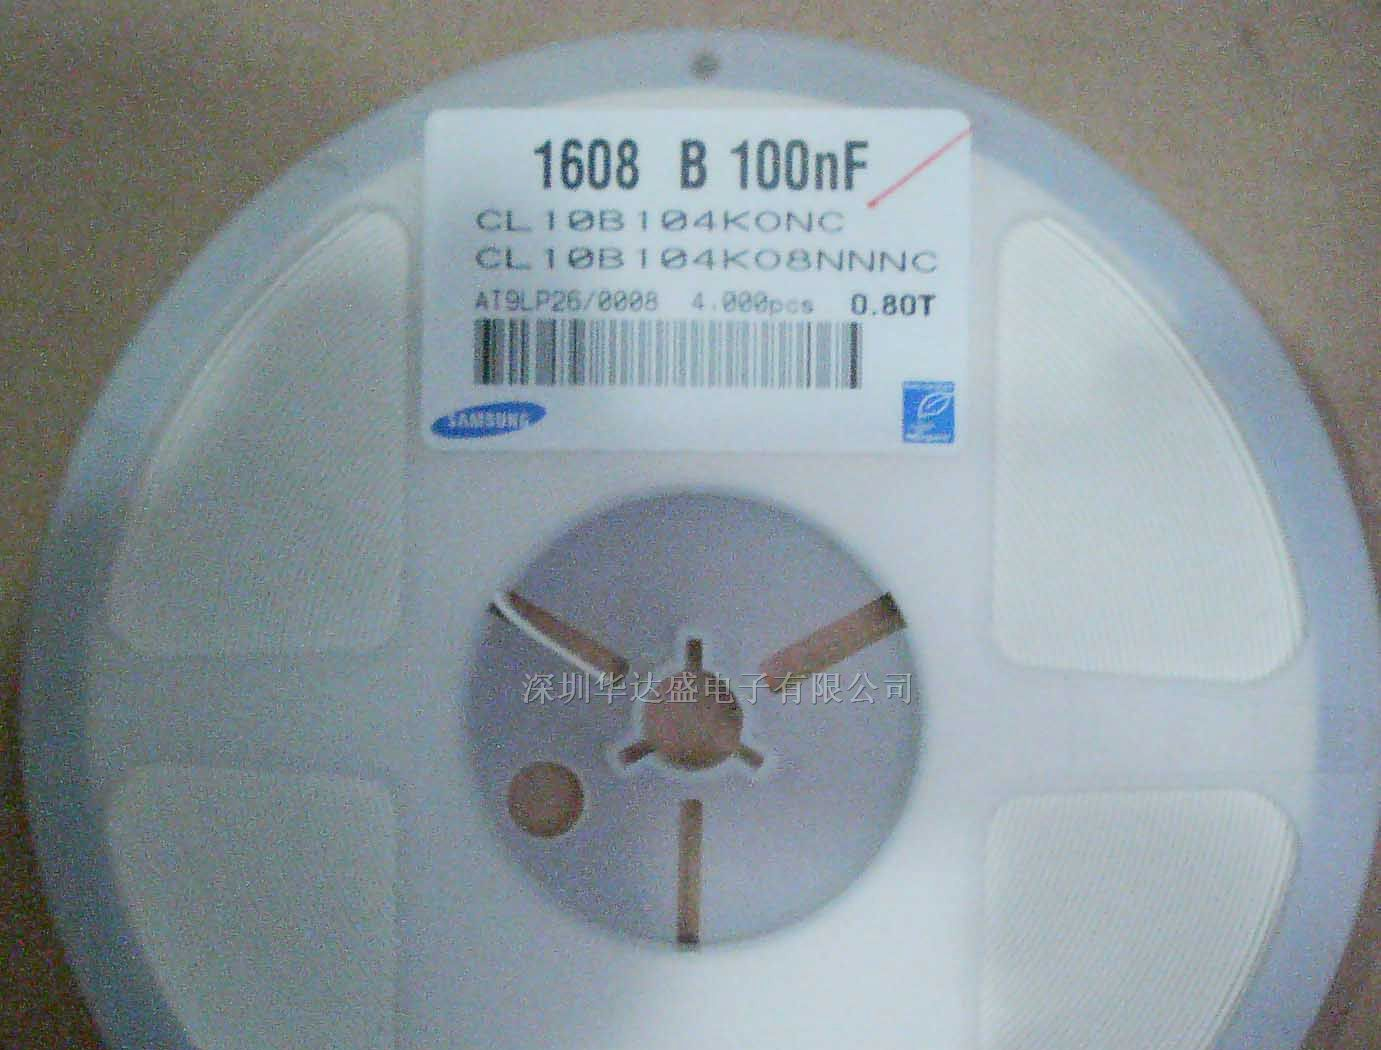 1608 B 100nF
CL10B104KONC
CL10B104KO8NNNC
AT9LP26/0008 4.000pcs 0.80T
SAMSUNG
深圳华达盛电子有限公司